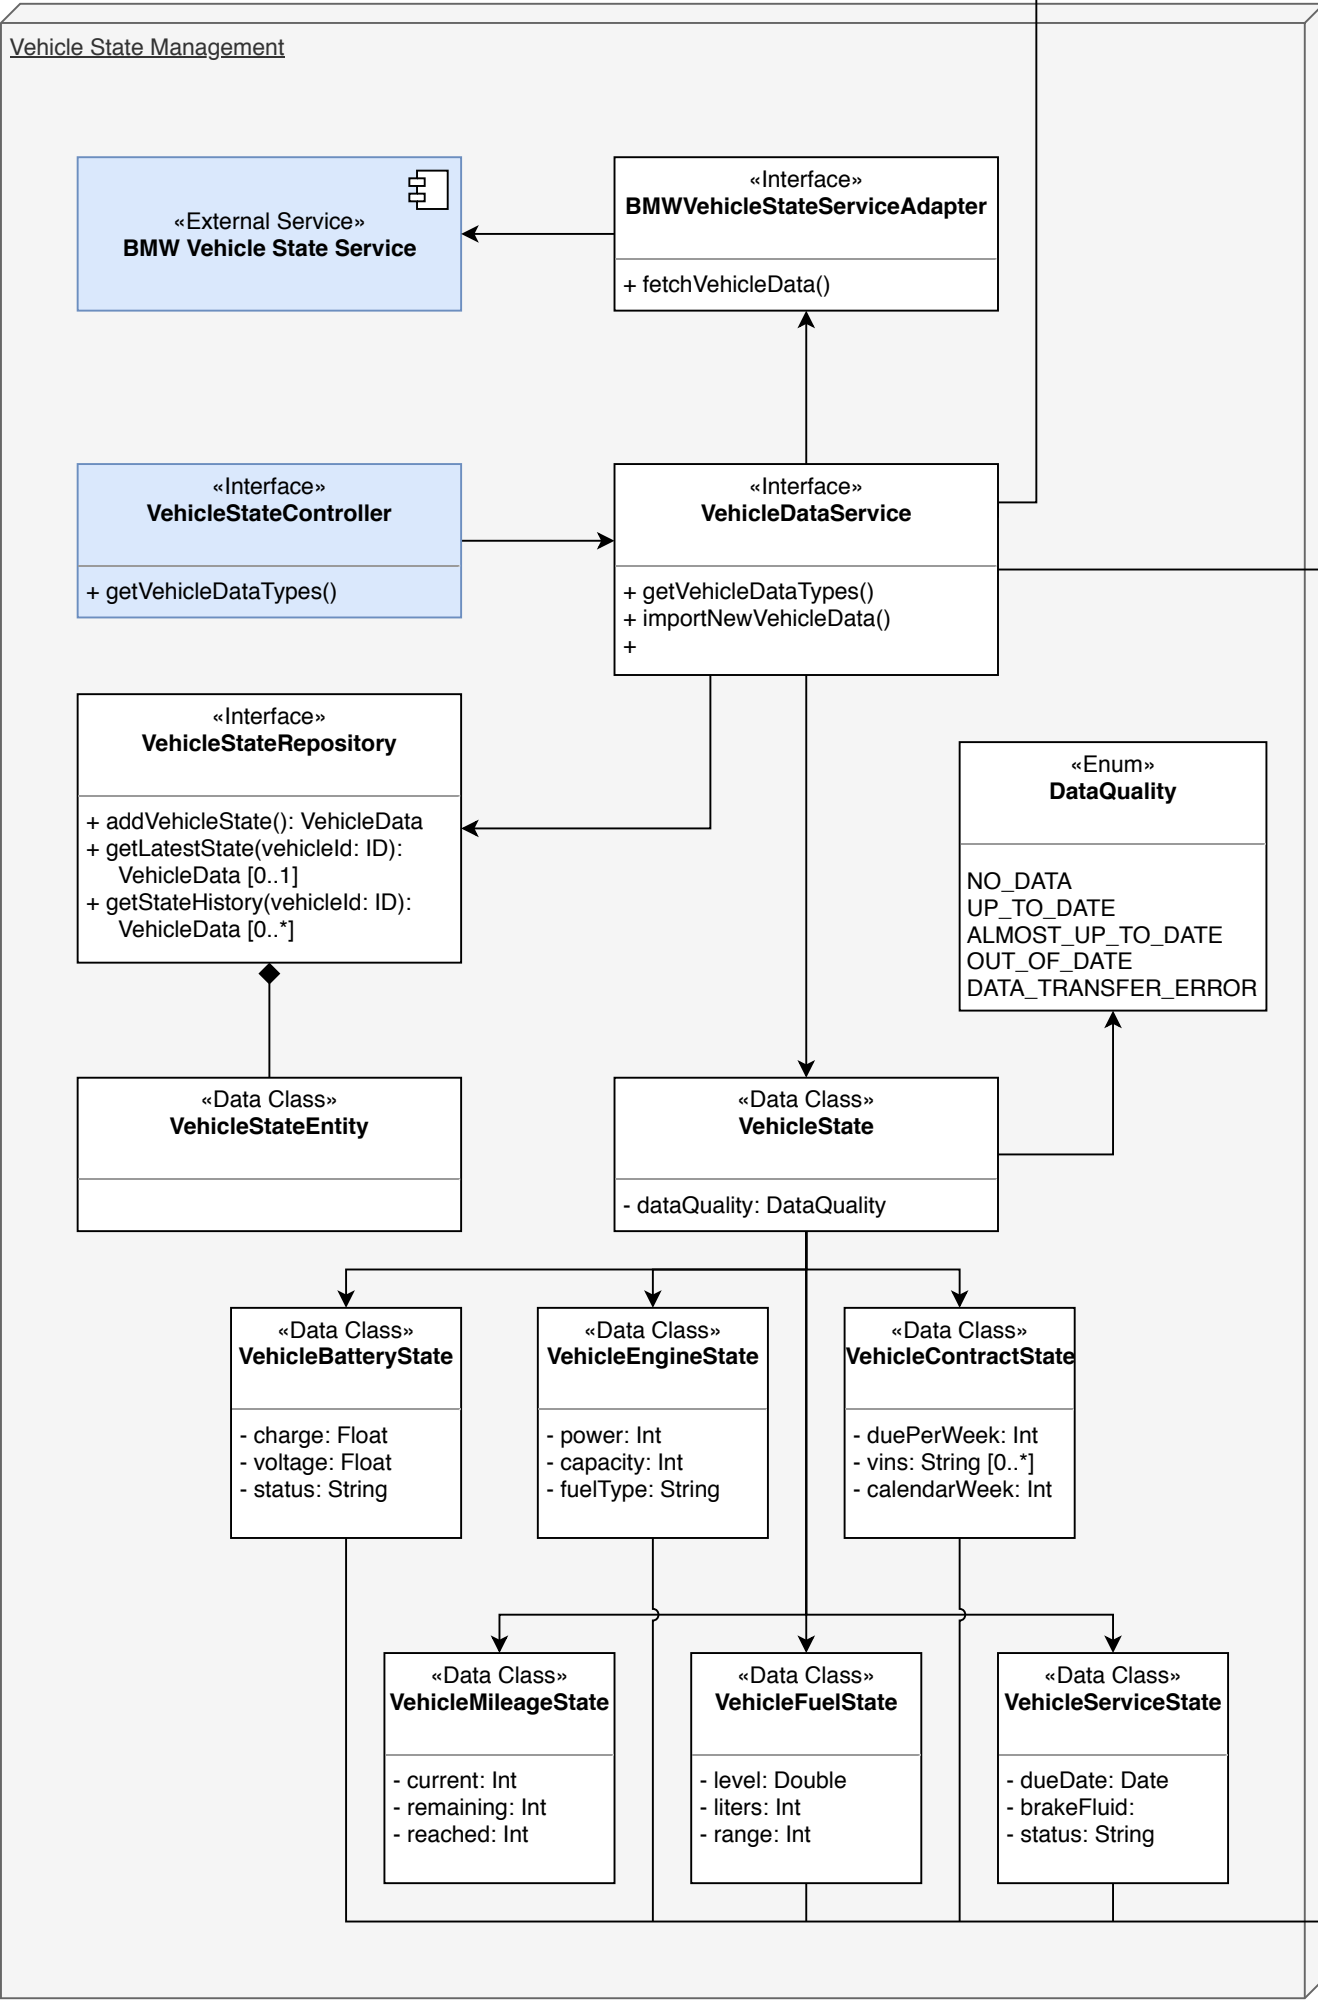 Vehicle State Management
«External Service»
BMW Vehicle State Service
«Interface»
BMWVehicleStateServiceAdapter
+ fetchVehicleData()
«Interface»
VehicleStateController
+ getVehicleDataTypes()
«Interface»
VehicleDataService
+ getVehicleDataTypes()
+ importNewVehicleData()
+
«Interface»
VehicleStateRepository
+ addVehicleState(): VehicleData
+ getLatestState(vehicleId: ID):
VehicleData [0..1]
+ getStateHistory(vehicleId: ID):
VehicleData [0..*]
«Enum»
DataQuality
NO_DATA
UP_TO_DATE
ALMOST_UP_TO_DATE
OUT_OF_DATE
DATA_TRANSFER_ERROR
«Data Class»
VehicleStateEntity
«Data Class»
VehicleState
- dataQuality: DataQuality
«Data Class»
VehicleBatteryState
- charge: Float
- voltage: Float
- status: String
«Data Class»
VehicleEngineState
- power: Int
- capacity: Int
- fuelType: String
«Data Class»
VehicleContractState
- duePerWeek: Int
- vins: String [0..*]
- calendarWeek: Int
«Data Class»
VehicleMileageState
- current: Int
- remaining: Int
- reached: Int
«Data Class»
VehicleFuelState
- level: Double
- liters: Int
- range: Int
«Data Class»
VehicleServiceState
- dueDate: Date
- brakeFluid:
- status: String